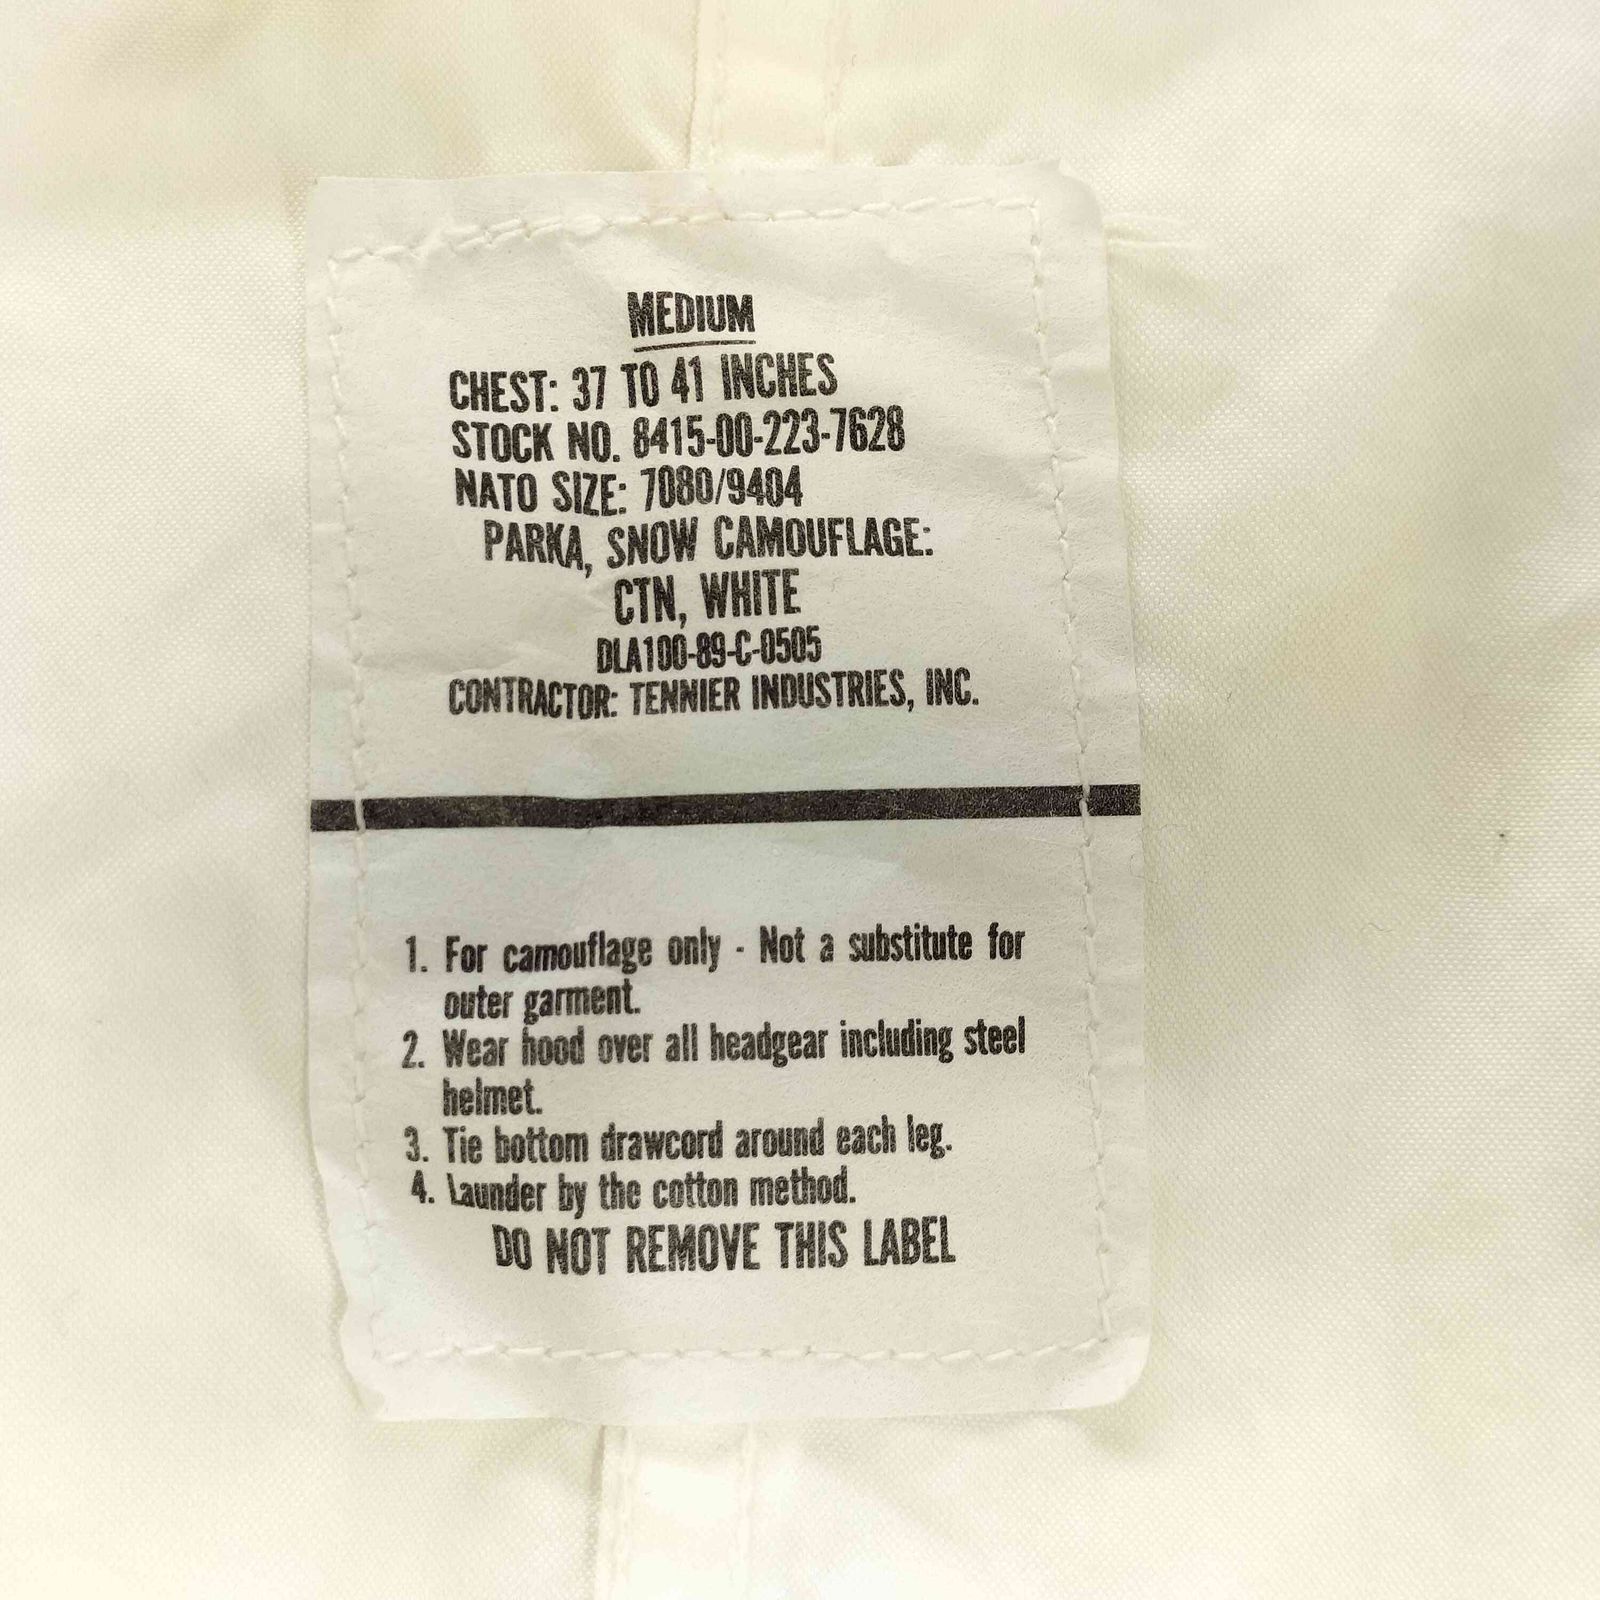 MEDIUM
CHEST: 37 TO 41 INCHES
STOCK NO. 8415-00-223-7628
NATO SIZE: 7080/9404
PARKA, SNOW CAMOUFLAGE:
CTN, WHITE
DLA100-89-C-0505
CONTRACTOR: TENNIER INDUSTRIES, INC.
1. For camouflage only - Not a substitute for
outer garment.
2. Wear hood over all headgear including steel
helmet.
3. Tie bottom drawcord around each leg.
4. Launder by the cotton method.
DO NOT REMOVE THIS LABEL